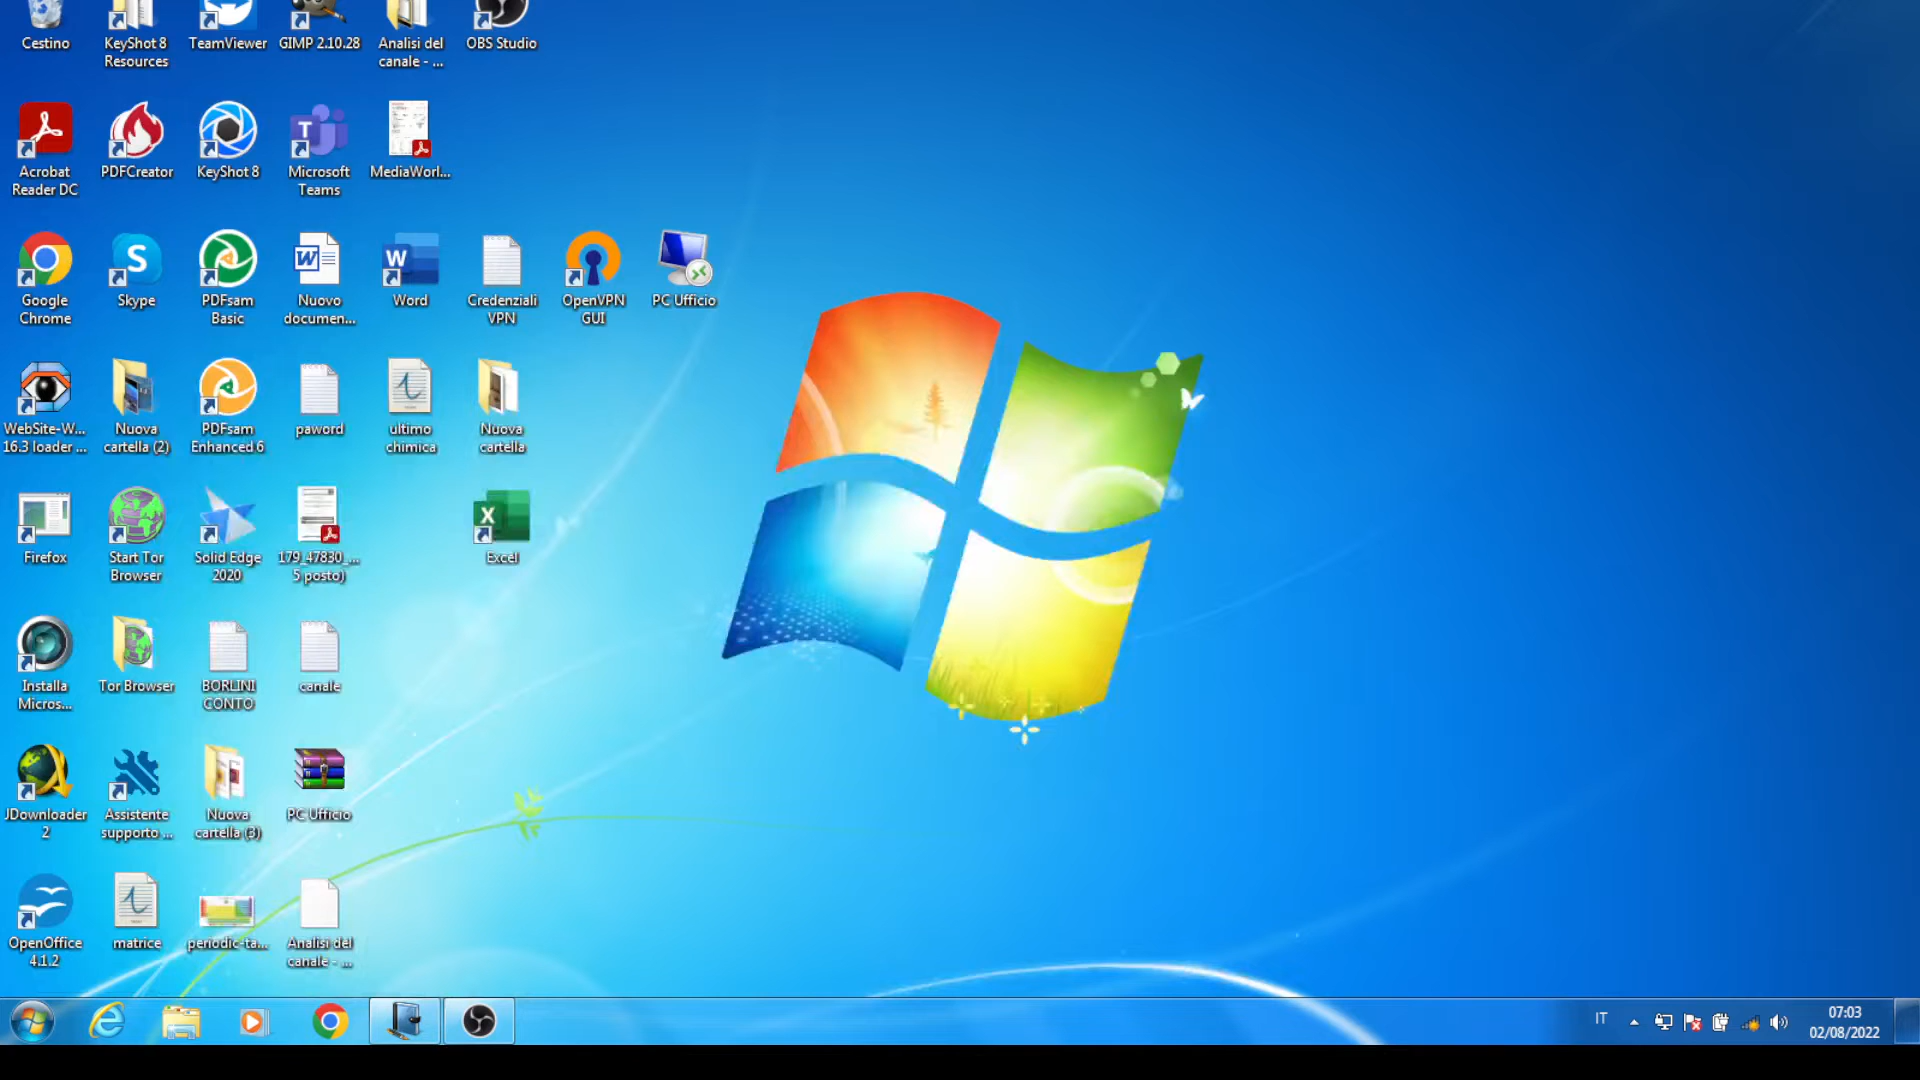 Cestino
KeyShot 8
Resources
TeamViewer
GIMP 2.10.28
Analisi del
canale - ...
OBS Studio
Acrobat
Reader DC
PDFCreator
KeyShot 8
Microsoft
Teams
MediaWorl...
Google
Chrome
Skype
PDFsam
Basic
Nuovo
documen...
Word
Credenziali
VPN
OpenVPN
GUI
PC Ufficio
WebSite-W...
16.3 loader ...
Nuova
cartella (2)
PDFsam
Enhanced 6
paword
ultimo
chimica
Nuova
cartella
Firefox
Start Tor
Browser
Solid Edge
2020
179_47830_...
5 posto)
Excel
Installa
Micros...
Tor Browser
BORLINI
CONTO
canale
JDownloader
2
Assistente
supporto ...
Nuova
cartella (3)
PC Ufficio
OpenOffice
4.1.2
matrice
periodic-ta...
Analisi del
canale - ...
IT
07:03
02/08/2022